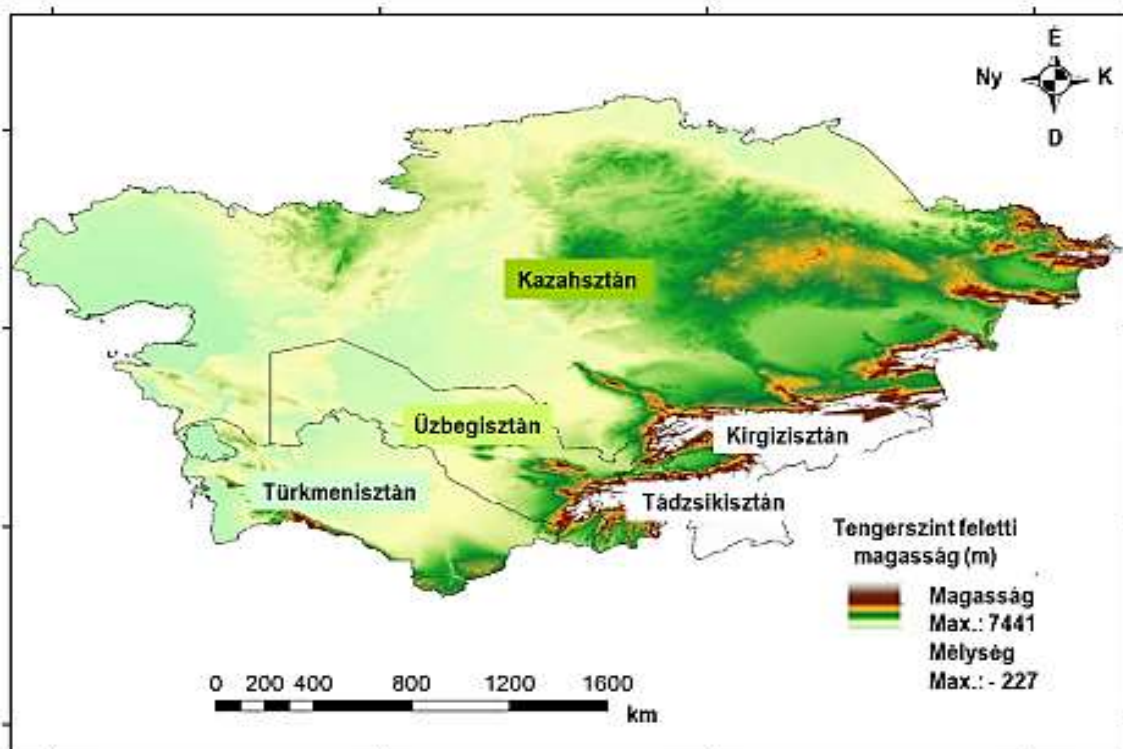 É
Ny K
D
Kazahsztán
Üzbegisztán
Kirgizisztán
Türkmenisztán
Tádzsikisztán
Tengerszint feletti
magasság (m)
Magasság
Max.: 7441
Mélység
Max.: - 227
0 200 400 800 1200 1600
km